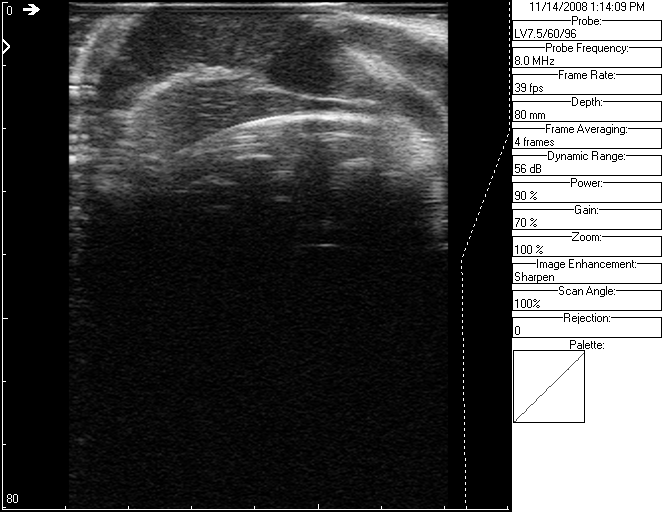 0
80
11/14/2008 1:14:09 PM
Probe:
LV7.5/60/96
Probe Frequency:
8.0 MHz
Frame Rate:
39 fps
Depth:
80 mm
Frame Averaging:
4 frames
Dynamic Range:
56 dB
Power:
90 %
Gain:
70 %
Zoom:
100 %
Image Enhancement:
Sharpen
Scan Angle:
100%
Rejection:
0
Palette: